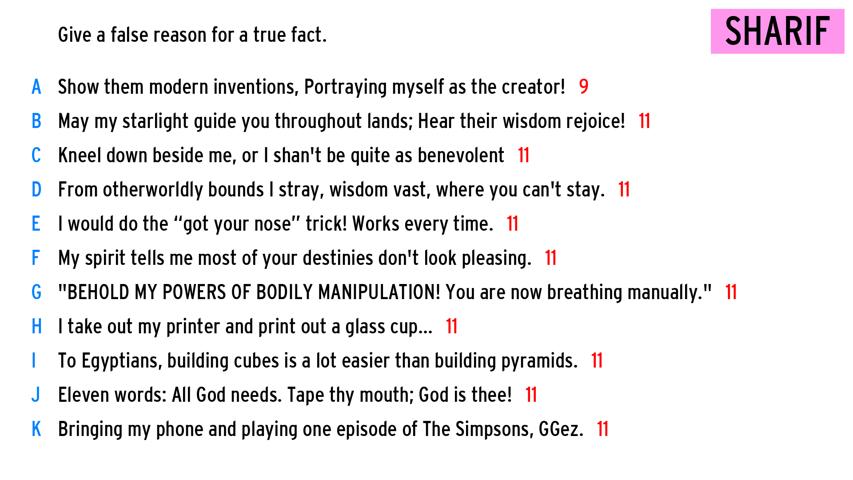 Give a false reason for a true fact.
SHARIF
A Show them modern inventions, Portraying myself as the creator! 9
B May my starlight guide you throughout lands; Hear their wisdom rejoice! 11
C Kneel down beside me, or I shan't be quite as benevolent 11
D From otherworldly bounds I stray, wisdom vast, where you can't stay. 11
E I would do the “got your nose” trick! Works every time. 11
F My spirit tells me most of your destinies don't look pleasing. 11
G "BEHOLD MY POWERS OF BODILY MANIPULATION! You are now breathing manually." 11
H I take out my printer and print out a glass cup... 11
I To Egyptians, building cubes is a lot easier than building pyramids. 11
J Eleven words: All God needs. Tape thy mouth; God is thee! 11
K Bringing my phone and playing one episode of The Simpsons, GGez. 11